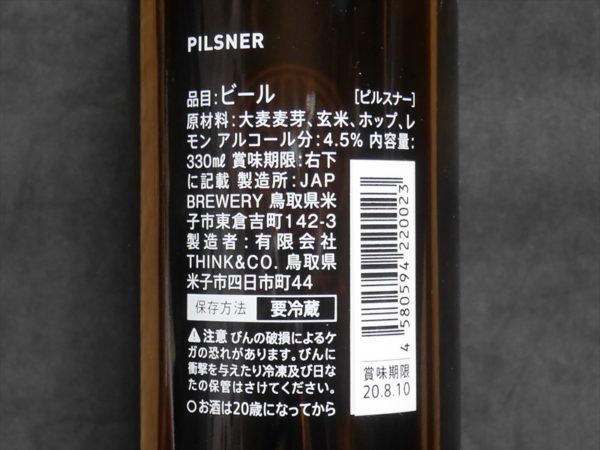 PILSNER
品目:ビール [ピルスナー]
原材料:大麦麦芽、玄米、ホップ、レ
モン アルコール分:4.5% 内容量:
330㎖ 賞味期限:右下
に記載 製造所:JAP
BREWERY 鳥取県米
子市東倉吉町142-3
製造者:有限会社
THINK&CO. 鳥取県
米子市四日市町44
保存方法 要冷蔵
⚠注意 びんの破損によるケ
ガの恐れがあります。びんに
衝撃を与えたり冷凍及び日な
たの保管はさけてください。
○お酒は20歳になってから
4 580594 220023
賞味期限
20.8.10